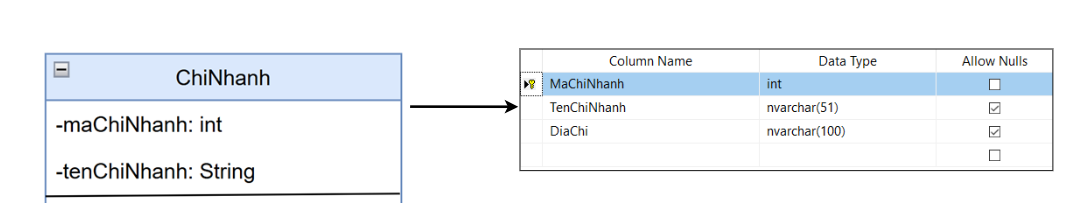 ChiNhanh
-maChiNhanh: int
-tenChiNhanh: String
Column Name Data Type Allow Nulls
MaChiNhanh int
TenChiNhanh nvarchar(51)
DiaChi nvarchar(100)